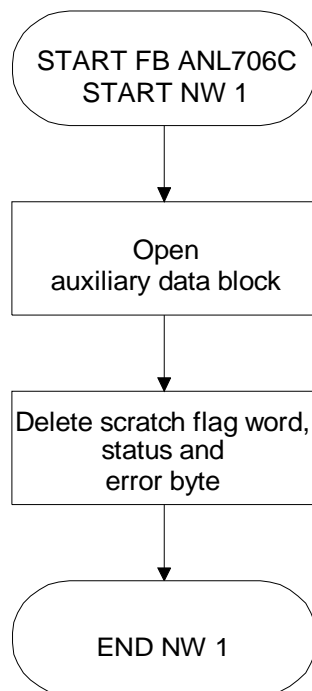 START FB ANL706C
START NW 1
Open
auxiliary data block
Delete scratch flag word,
status and
error byte
END NW 1